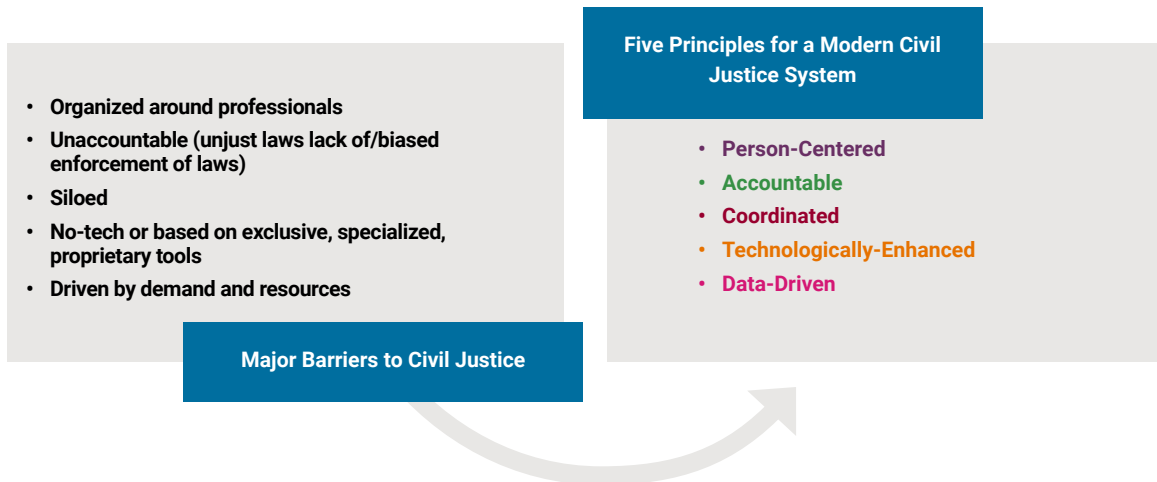 • Organized around professionals
• Unaccountable (unjust laws lack of/biased
enforcement of laws)
• Siloed
• No-tech or based on exclusive, specialized,
proprietary tools
• Driven by demand and resources
Major Barriers to Civil Justice
Five Principles for a Modern Civil
Justice System
• Person-Centered
• Accountable
• Coordinated
• Technologically-Enhanced
• Data-Driven